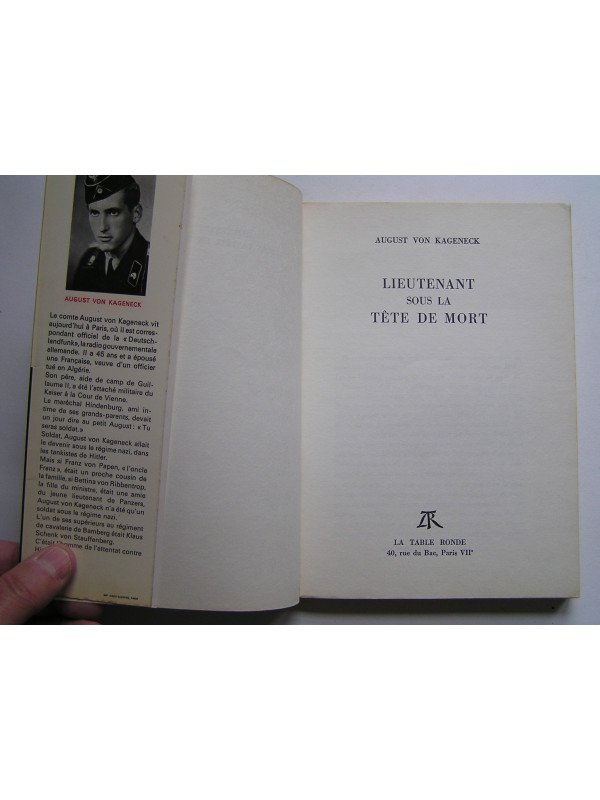 AUGUST VON KAGENECK
Le comte August von Kageneck vit
aujourd'hui à Paris, où il est corres-
pondant officiel de la « Deutsch-
landfunk», la radio gouvernementale
allemande. Il a 45 ans et a épousé
une Française, veuve d'un officier
tué en Algérie.
Son père, aide de camp de Guil-
laume II, a été l'attaché militaire du
Kaiser à la Cour de Vienne.
Le maréchal Hindenburg, ami in-
time de ses grands-parents, devait
un jour dire au petit August: « Tu
seras soldat.»
Soldat, August von Kageneck allait
le devenir sous le régime nazi, dans
les tankistes de Hitler.
Mais si Franz von Papen, « l'oncle
Franz », était un proche cousin de
la famille, si Bettina von Ribbentrop,
la fille du ministre, était une amie
du jeune lieutenant de Panzers,
August von Kageneck n'a été qu'un
soldat sous le régime nazi.
L'un de ses supérieurs au régiment
de cavalerie de Bamberg était Klaus
Schenk von Stauffenberg.
C'était l'homme de l'attentat contre
AUGUST VON KAGENECK
LIEUTENANT
SOUS LA
TÊTE DE MORT
LA TABLE RONDE
40, rue du Bac, Paris VIIe